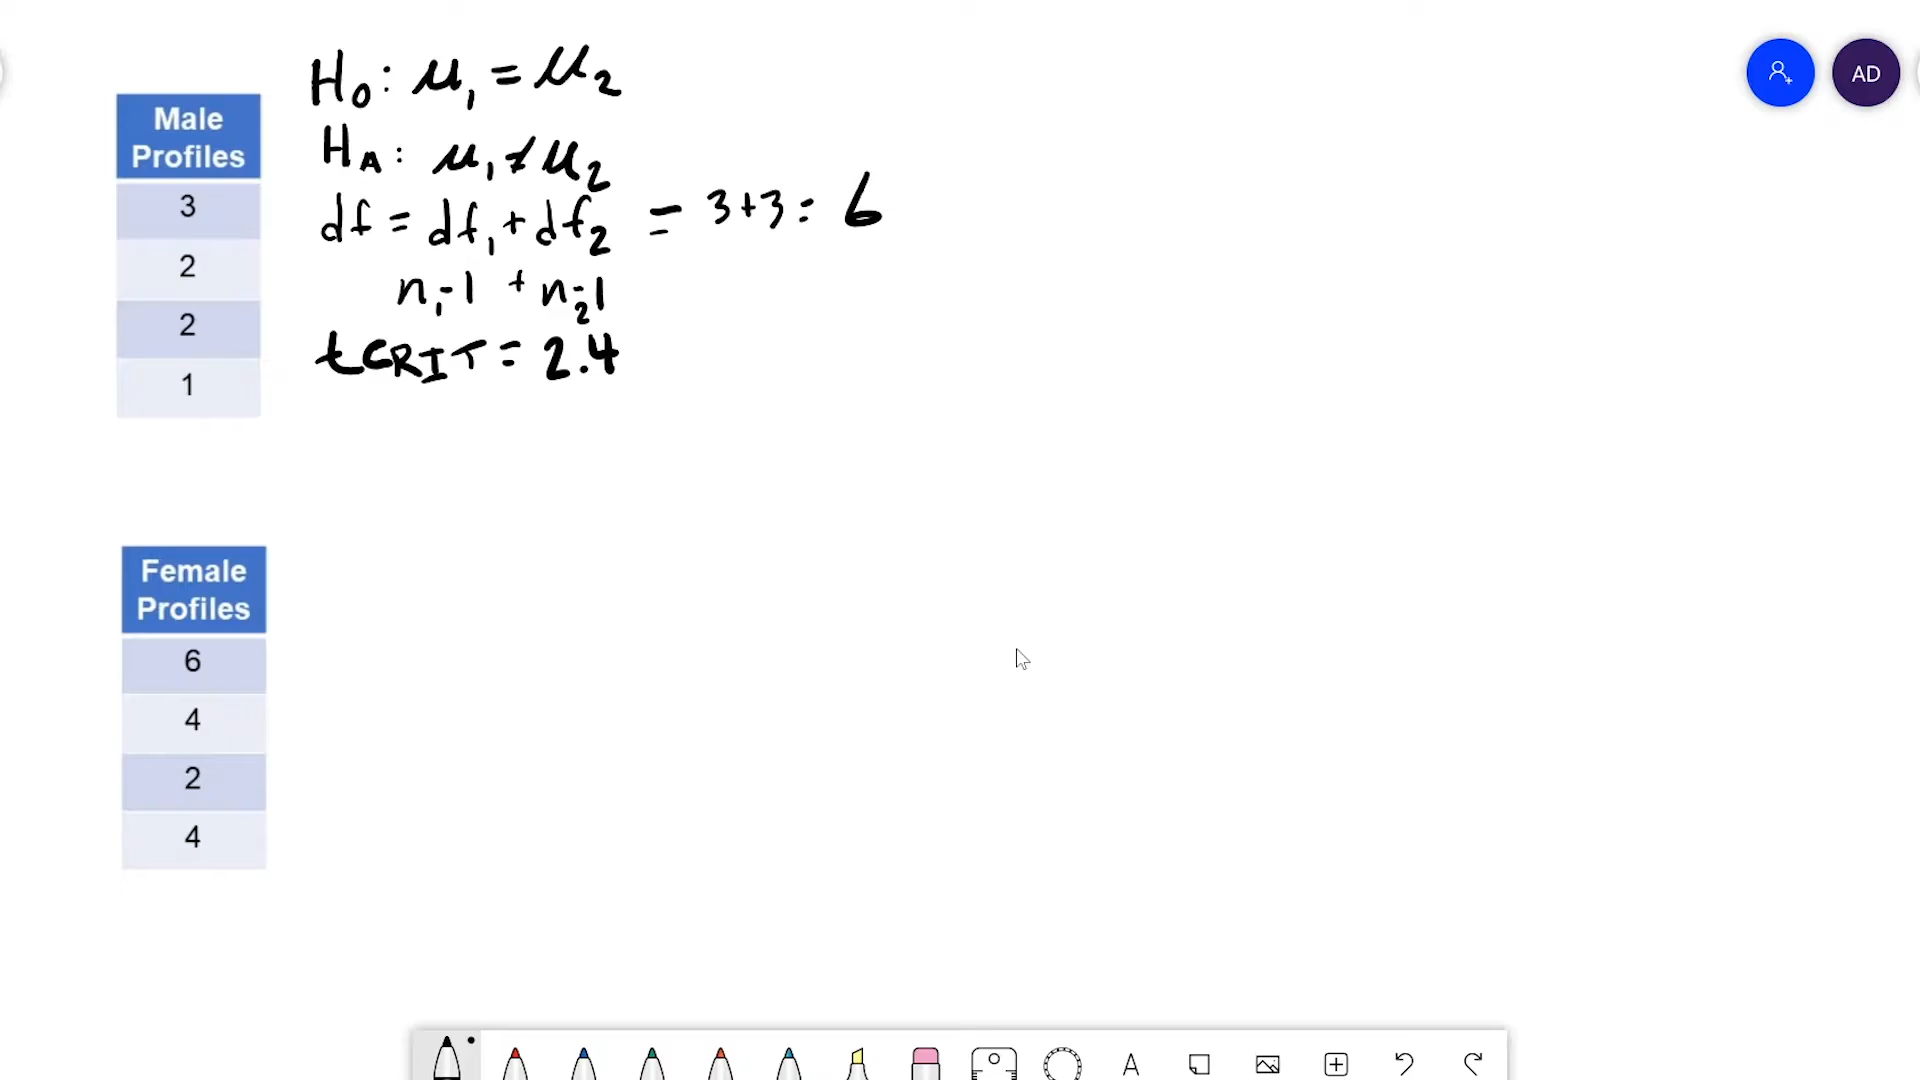 AD
Male
Profiles
3
2
2
1
H₀: μ₁ = μ₂
H_A: μ₁ ≠ μ₂
df = df₁ + df₂ = 3+3 = 6
n₁-1 + n₂-1
tCRIT = 2.4
Female
Profiles
6
4
2
4
A